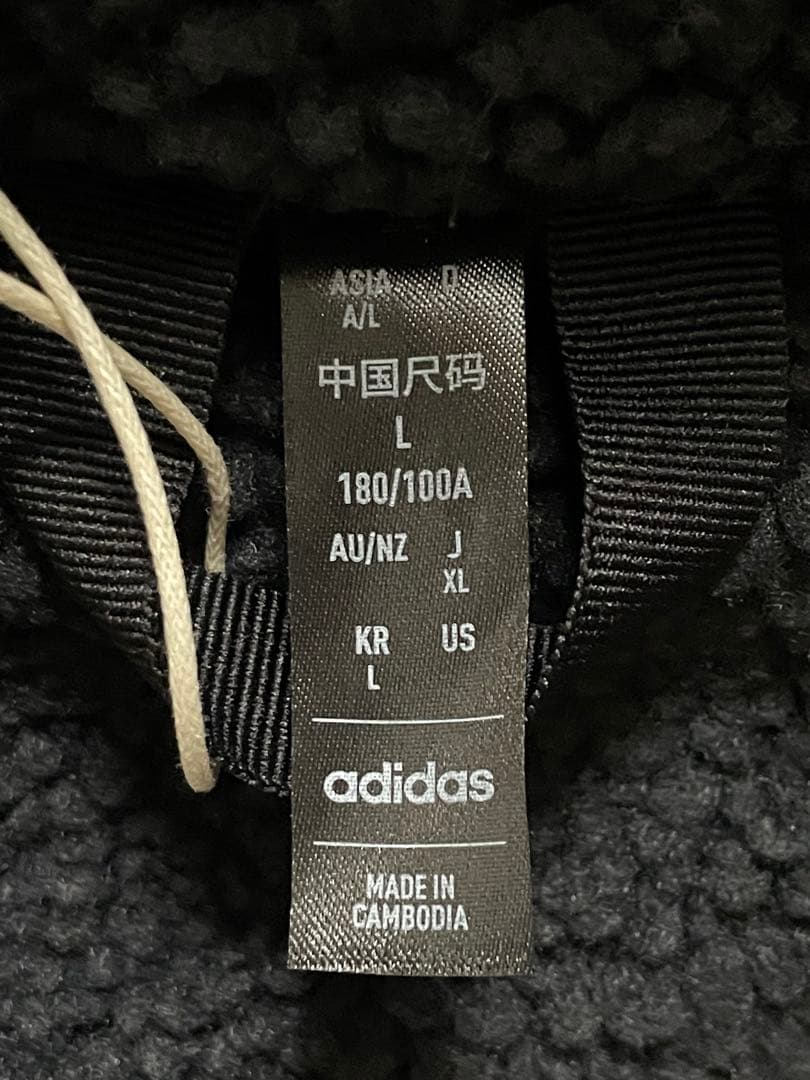 ASIA D
A/L
中国尺码
L
180/100A
AU/NZ J
XL
KR US
L
adidas
MADE IN
CAMBODIA